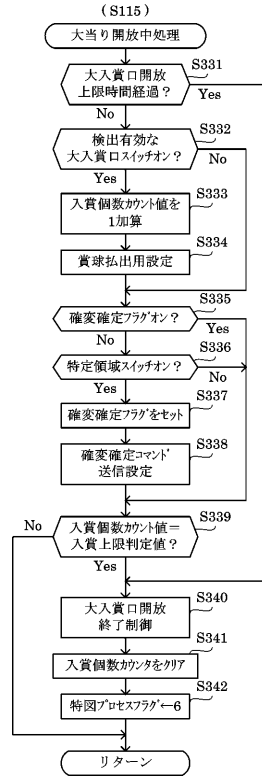 (S115)
大当り開放中処理
大入賞口開放
上限時間経過？
S331
Yes
No
検出有効な
大入賞口スイッチオン？
S332
No
Yes
入賞個数カウント値を
1加算
S333
賞球払出用設定
S334
確変確定フラグオン？
S335
Yes
No
特定領域スイッチオン？
S336
No
Yes
確変確定フラグをセット
S337
確変確定コマンド
送信設定
S338
入賞個数カウント値＝
入賞上限判定値？
S339
No
Yes
大入賞口開放
終了制御
S340
入賞個数カウンタをクリア
S341
特図プロセスフラグ←6
S342
リターン